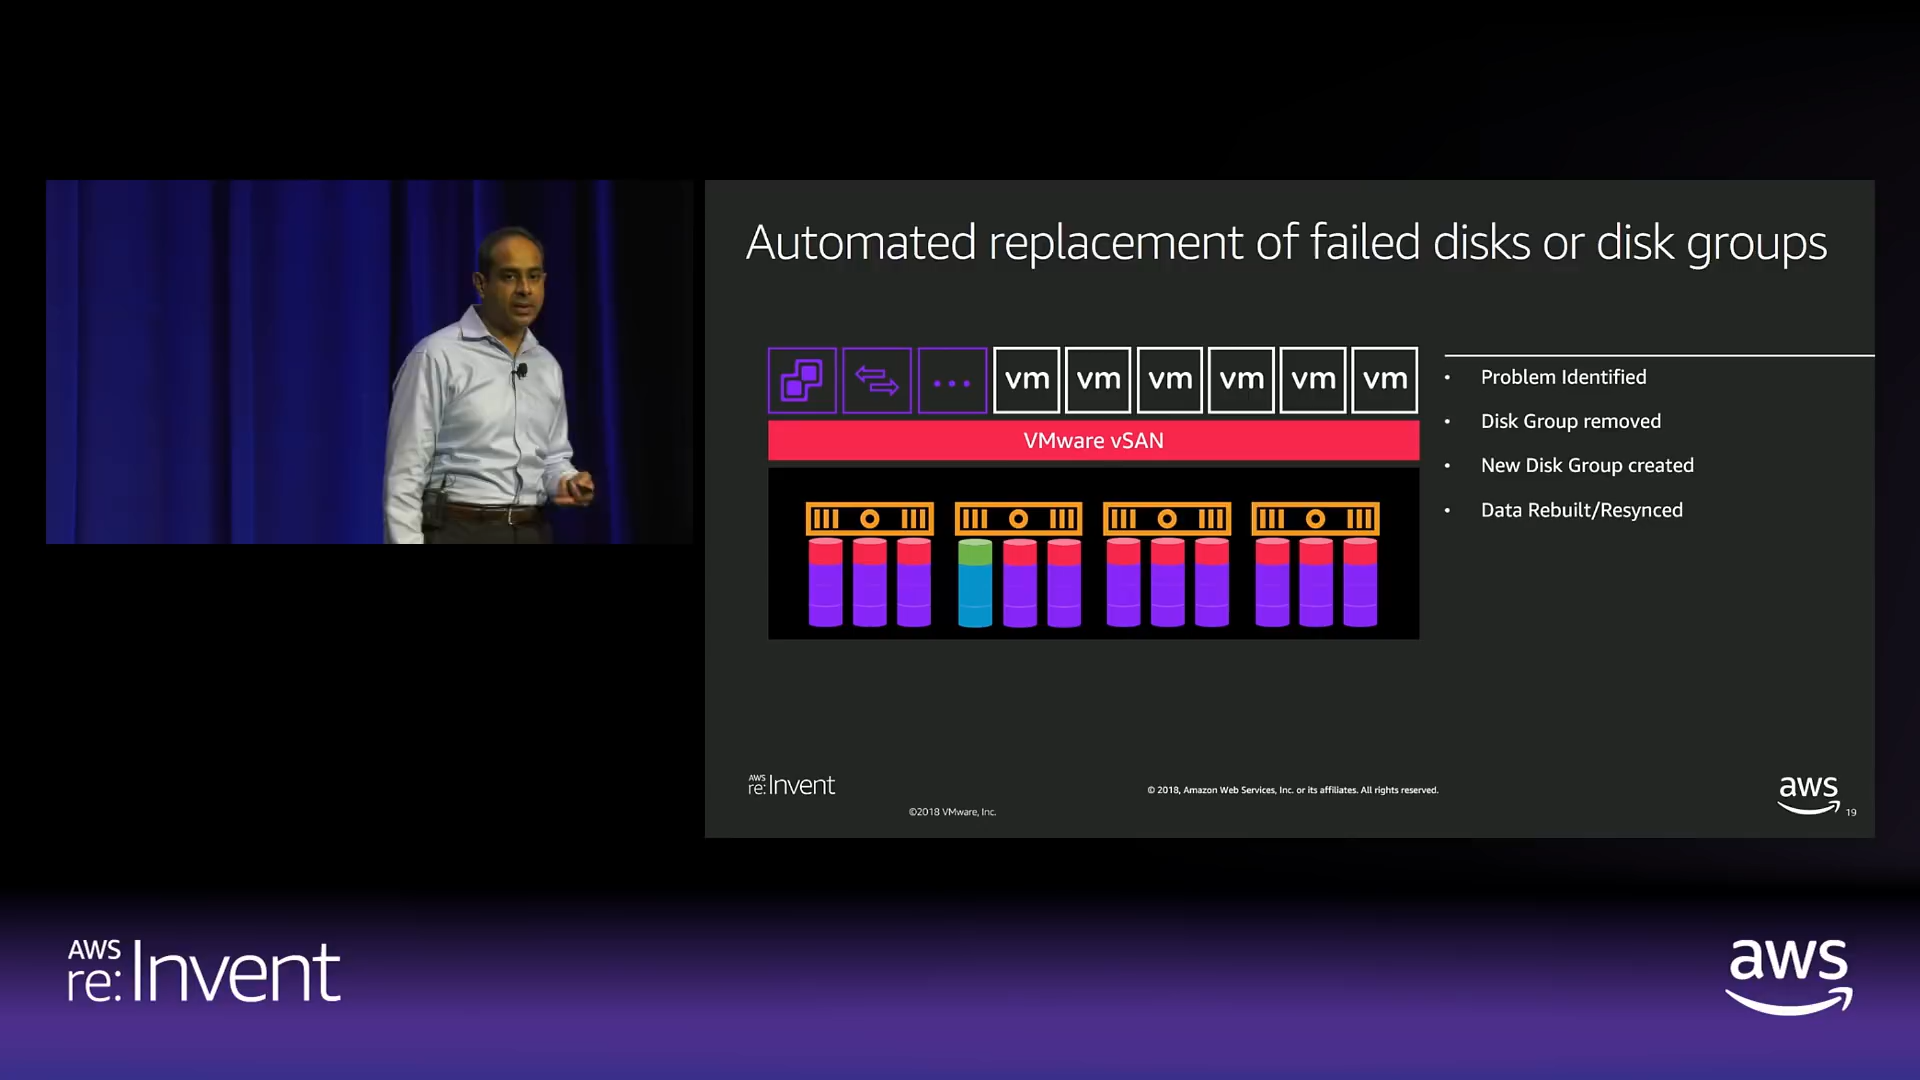 Automated replacement of failed disks or disk groups
vm vm vm vm vm vm
VMware vSAN
• Problem Identified
• Disk Group removed
• New Disk Group created
• Data Rebuilt/Resynced
AWS
re:Invent
© 2018, Amazon Web Services, Inc. or its affiliates. All rights reserved.
©2018 VMware, Inc.
aws
19
AWS
re:Invent
aws